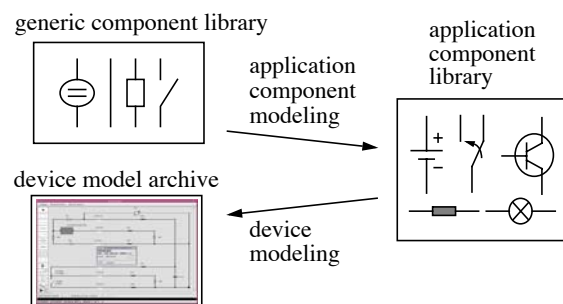 generic component library
application
component
modeling
application
component
library
+
−
device model archive
device
modeling